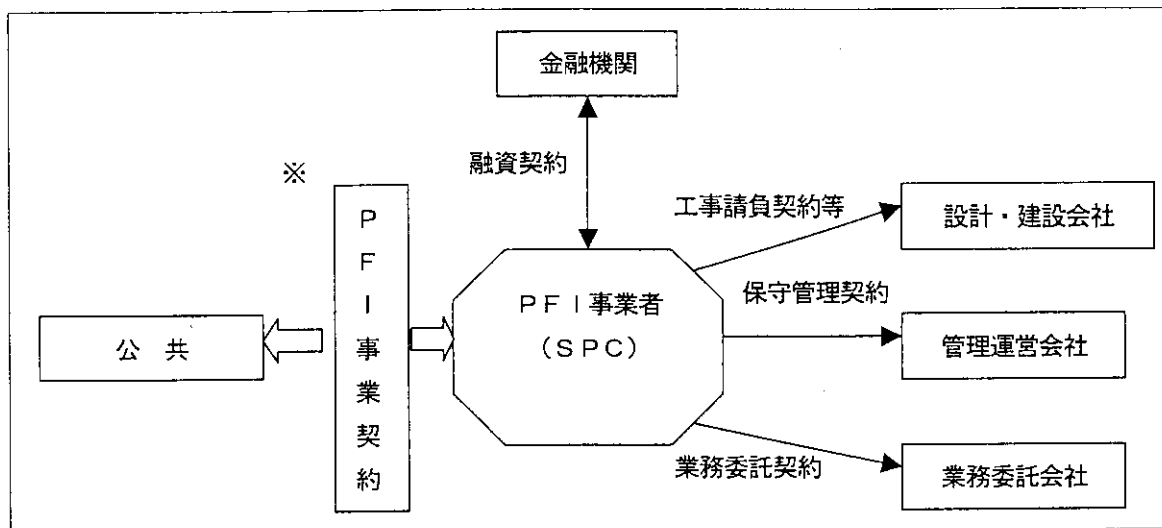 金融機関
融資契約
※
PFI事業契約
工事請負契約等
設計・建設会社
PFI事業者
(SPC)
保守管理契約
公 共
管理運営会社
業務委託契約
業務委託会社